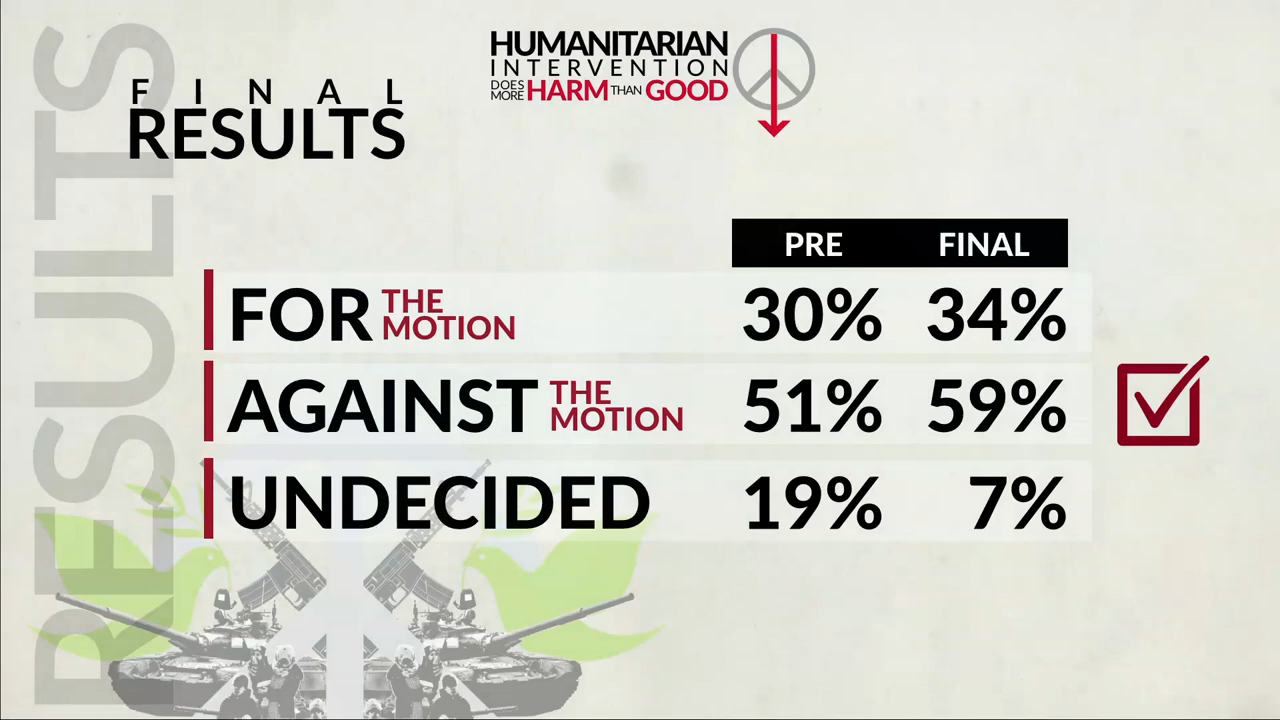 HUMANITARIAN
INTERVENTION
DOES MORE HARM THAN GOOD
FINAL
RESULTS
RESULTS
PRE FINAL
FOR THE MOTION 30% 34%
AGAINST THE MOTION 51% 59%
UNDECIDED 19% 7%